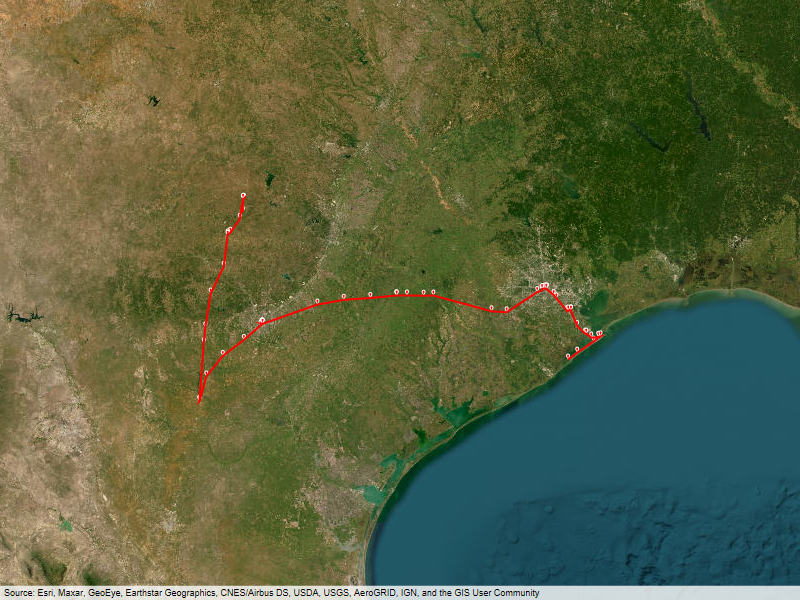 Source: Esri, Maxar, GeoEye, Earthstar Geographics, CNES/Airbus DS, USDA, USGS, AeroGRID, IGN, and the GIS User Community